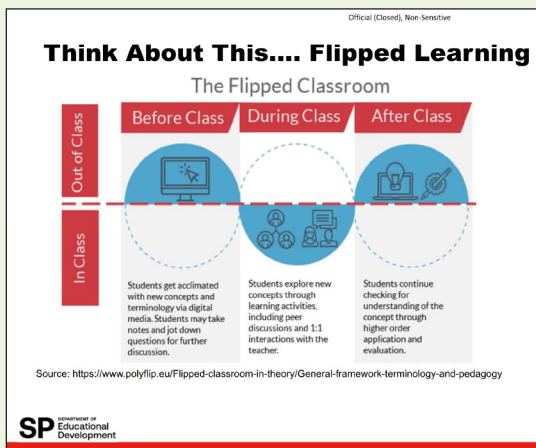 Official (Closed), Non-Sensitive
Think About This.... Flipped Learning
The Flipped Classroom
Before Class
During Class
After Class
Out of Class
In Class
Students get acclimated
with new concepts and
terminology via digital
media. Students may take
notes and jot down
questions for further
discussion.
Students explore new
concepts through
learning activities,
including peer
discussions and 1:1
interactions with the
teacher.
Students continue
checking for
understanding of the
concept through
higher order
application and
evaluation.
Source: https://www.polyflip.eu/Flipped-classroom-in-theory/General-framework-terminology-and-pedagogy
SP
DEPARTMENT OF
Educational
Development